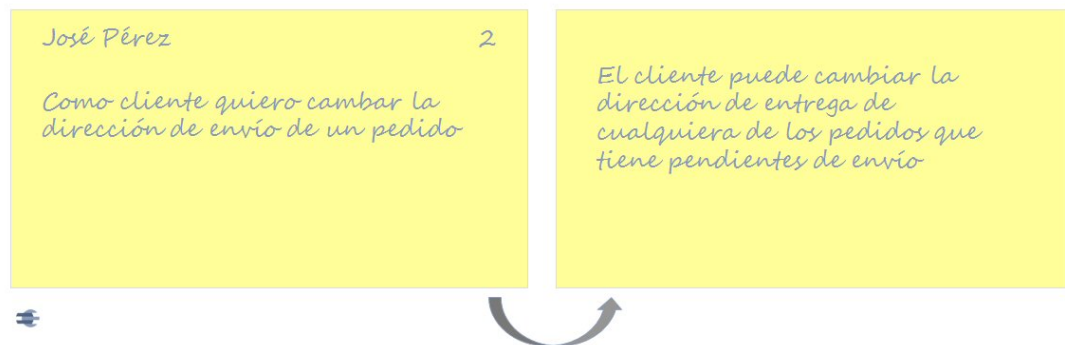 José Pérez 2
Como cliente quiero cambar la
dirección de envío de un pedido
El cliente puede cambiar la
dirección de entrega de
cualquiera de los pedidos que
tiene pendientes de envío